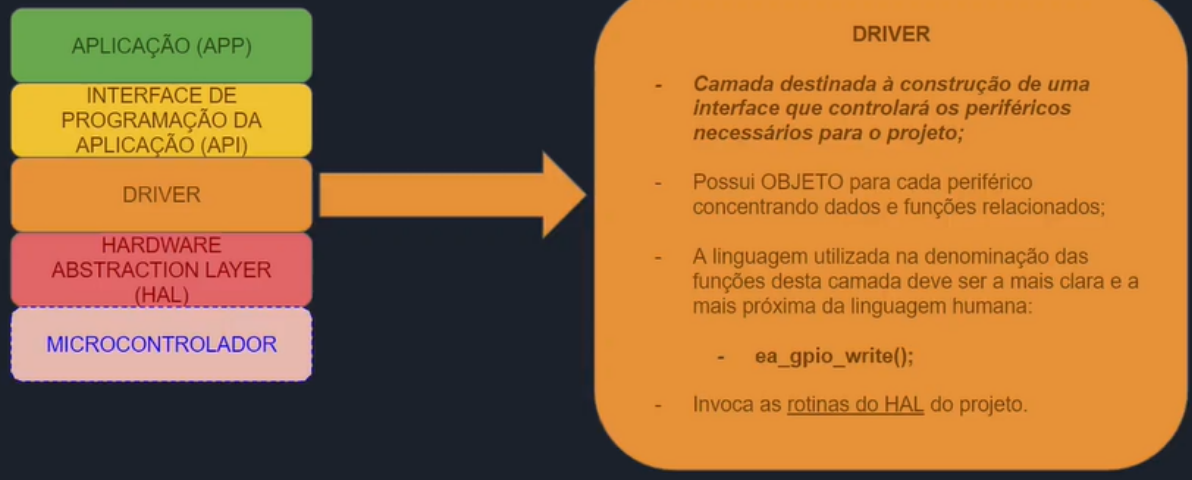 APLICAÇÃO (APP)
INTERFACE DE
PROGRAMAÇÃO DA
APLICAÇÃO (API)
DRIVER
HARDWARE
ABSTRACTION LAYER
(HAL)
MICROCONTROLADOR
DRIVER
- Camada destinada à construção de uma
interface que controlará os periféricos
necessários para o projeto;
- Possui OBJETO para cada periférico
concentrando dados e funções relacionados;
- A linguagem utilizada na denominação das
funções desta camada deve ser a mais clara e a
mais próxima da linguagem humana:
- ea_gpio_write();
- Invoca as rotinas do HAL do projeto.